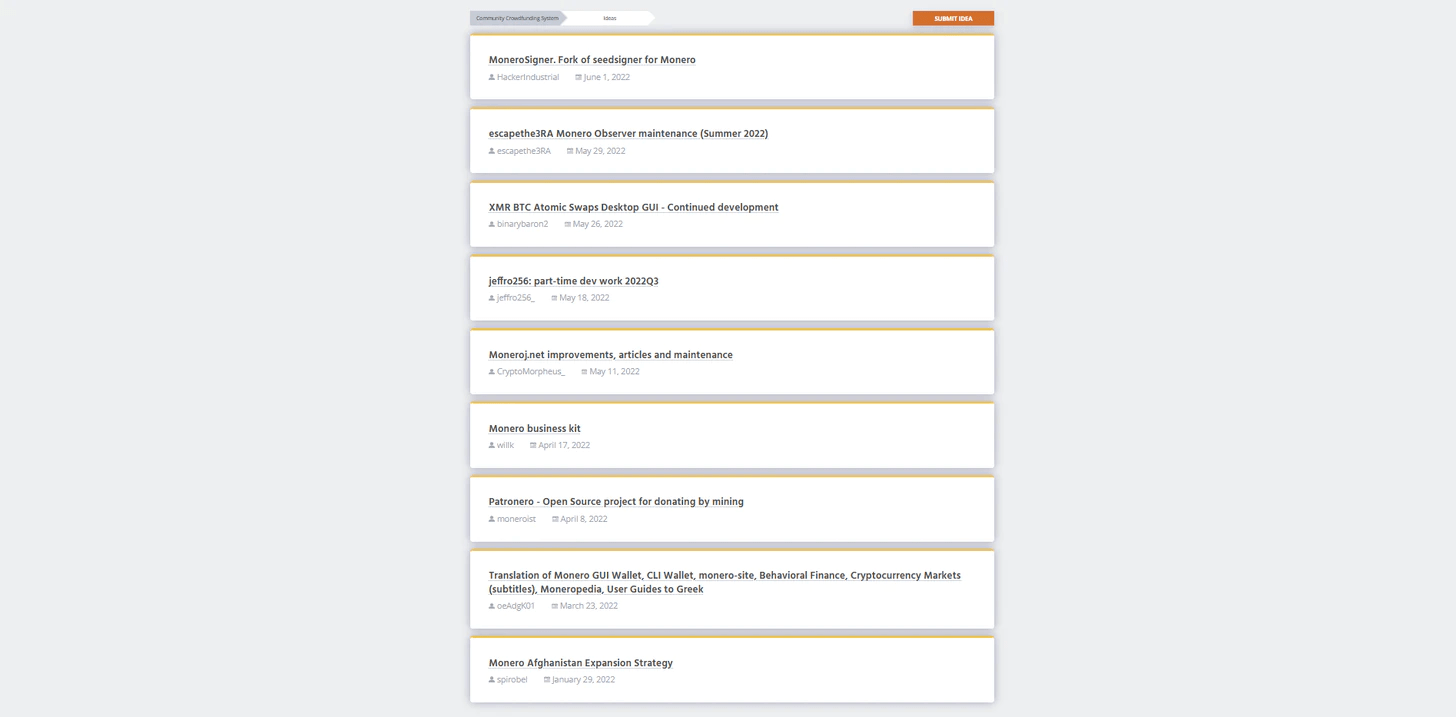 Community Crowdfunding System
Ideas
SUBMIT IDEA
MoneroSigner. Fork of seedsigner for Monero
HackerIndustrial June 1, 2022
escapethe3RA Monero Observer maintenance (Summer 2022)
escapethe3RA May 29, 2022
XMR BTC Atomic Swaps Desktop GUI - Continued development
binarybaron2 May 26, 2022
jeffro256: part-time dev work 2022Q3
jeffro256_ May 18, 2022
Moneroj.net improvements, articles and maintenance
CryptoMorpheus_ May 11, 2022
Monero business kit
willk April 17, 2022
Patronero - Open Source project for donating by mining
moneroist April 8, 2022
Translation of Monero GUI Wallet, CLI Wallet, monero-site, Behavioral Finance, Cryptocurrency Markets
(subtitles), Moneropedia, User Guides to Greek
oeAdgK01 March 23, 2022
Monero Afghanistan Expansion Strategy
spirobel January 29, 2022